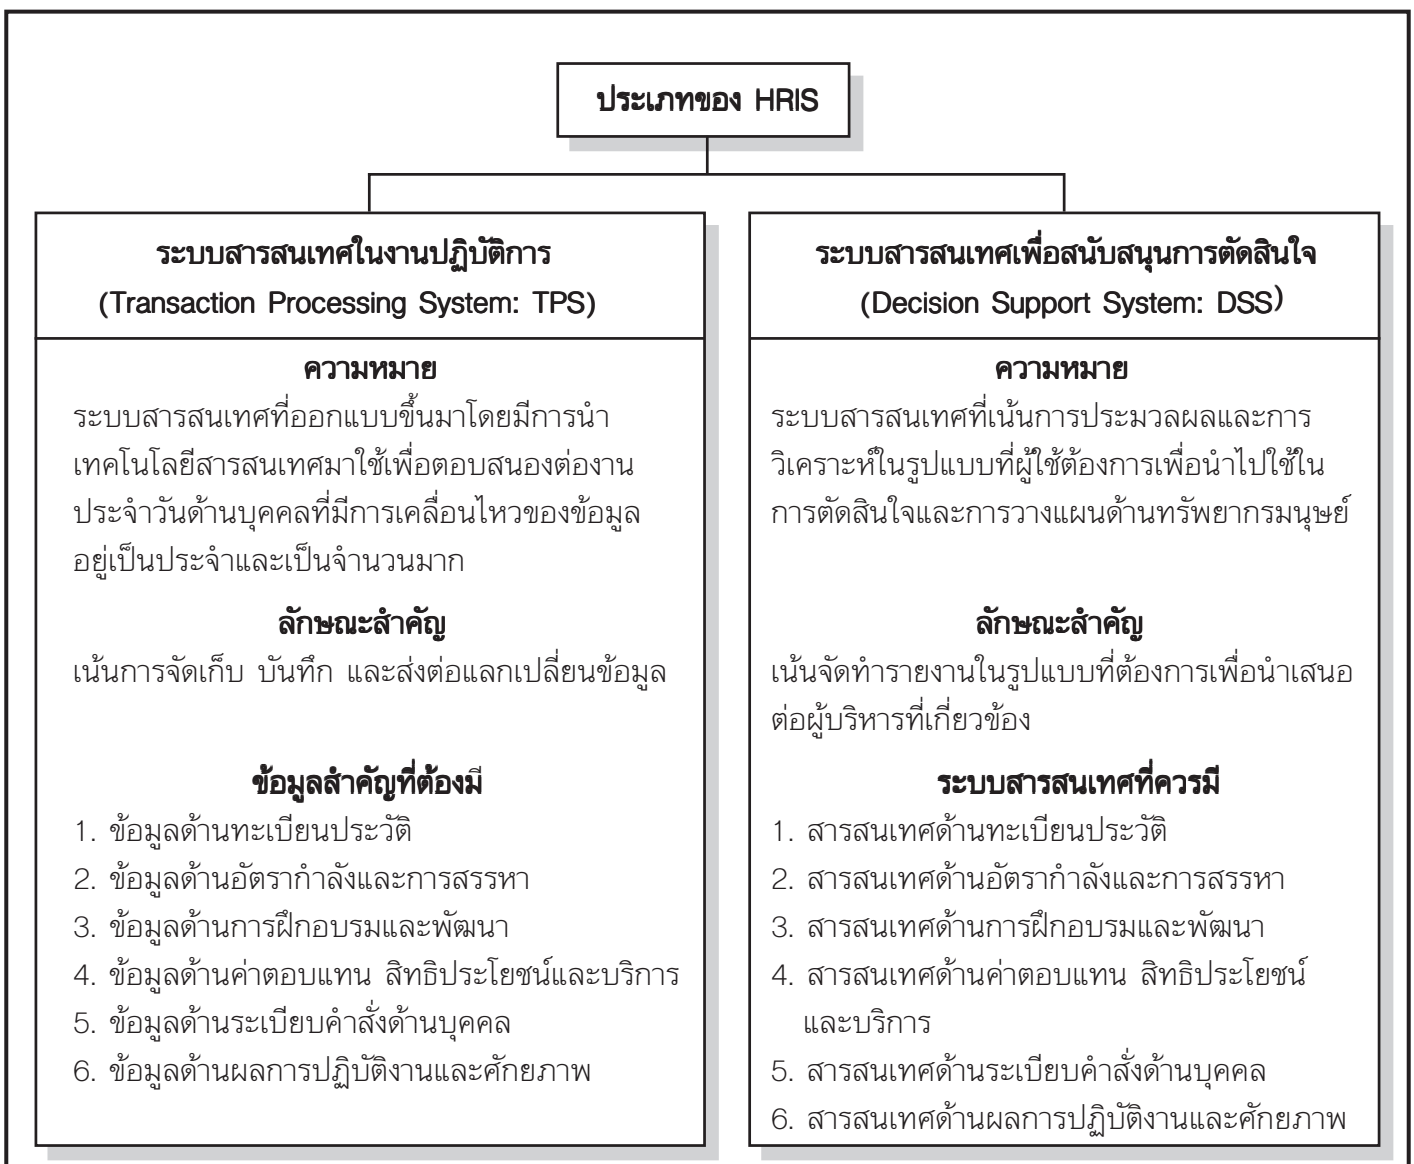 ประเภทของ HRIS
ระบบสารสนเทศในงานปฏิบัติการ
(Transaction Processing System: TPS)
ความหมาย
ระบบสารสนเทศที่ออกแบบขึ้นมาโดยมีการนำ
เทคโนโลยีสารสนเทศมาใช้เพื่อตอบสนองต่องาน
ประจำวันด้านบุคคลที่มีการเคลื่อนไหวของข้อมูล
อยู่เป็นประจำและเป็นจำนวนมาก
ลักษณะสำคัญ
เน้นการจัดเก็บ บันทึก และส่งต่อแลกเปลี่ยนข้อมูล
ข้อมูลสำคัญที่ต้องมี
1. ข้อมูลด้านทะเบียนประวัติ
2. ข้อมูลด้านอัตรากำลังและการสรรหา
3. ข้อมูลด้านการฝึกอบรมและพัฒนา
4. ข้อมูลด้านค่าตอบแทน สิทธิประโยชน์และบริการ
5. ข้อมูลด้านระเบียบคำสั่งด้านบุคคล
6. ข้อมูลด้านผลการปฏิบัติงานและศักยภาพ
ระบบสารสนเทศเพื่อสนับสนุนการตัดสินใจ
(Decision Support System: DSS)
ความหมาย
ระบบสารสนเทศที่เน้นการประมวลผลและการ
วิเคราะห์ในรูปแบบที่ผู้ใช้ต้องการเพื่อนำไปใช้ใน
การตัดสินใจและการวางแผนด้านทรัพยากรมนุษย์
ลักษณะสำคัญ
เน้นจัดทำรายงานในรูปแบบที่ต้องการเพื่อนำเสนอ
ต่อผู้บริหารที่เกี่ยวข้อง
ระบบสารสนเทศที่ควรมี
1. สารสนเทศด้านทะเบียนประวัติ
2. สารสนเทศด้านอัตรากำลังและการสรรหา
3. สารสนเทศด้านการฝึกอบรมและพัฒนา
4. สารสนเทศด้านค่าตอบแทน สิทธิประโยชน์
และบริการ
5. สารสนเทศด้านระเบียบคำสั่งด้านบุคคล
6. สารสนเทศด้านผลการปฏิบัติงานและศักยภาพ